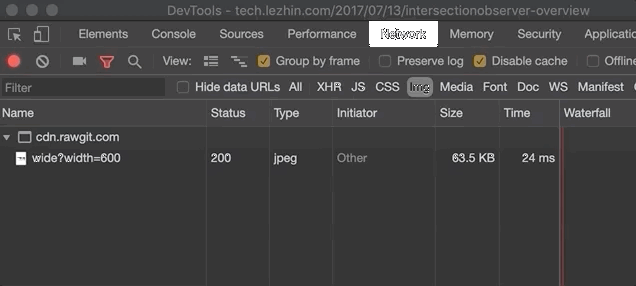 DevTools - tech.lezhin.com/2017/07/13/intersectionobserver-overview
Elements Console Sources Performance Network Memory Security Applicatio
View: Group by frame Preserve log Disable cache Offline
Filter Hide data URLs All XHR JS CSS Img Media Font Doc WS Manifest
Name Status Type Initiator Size Time Waterfall
cdn.rawgit.com
wide?width=600 200 jpeg Other 63.5 KB 24 ms